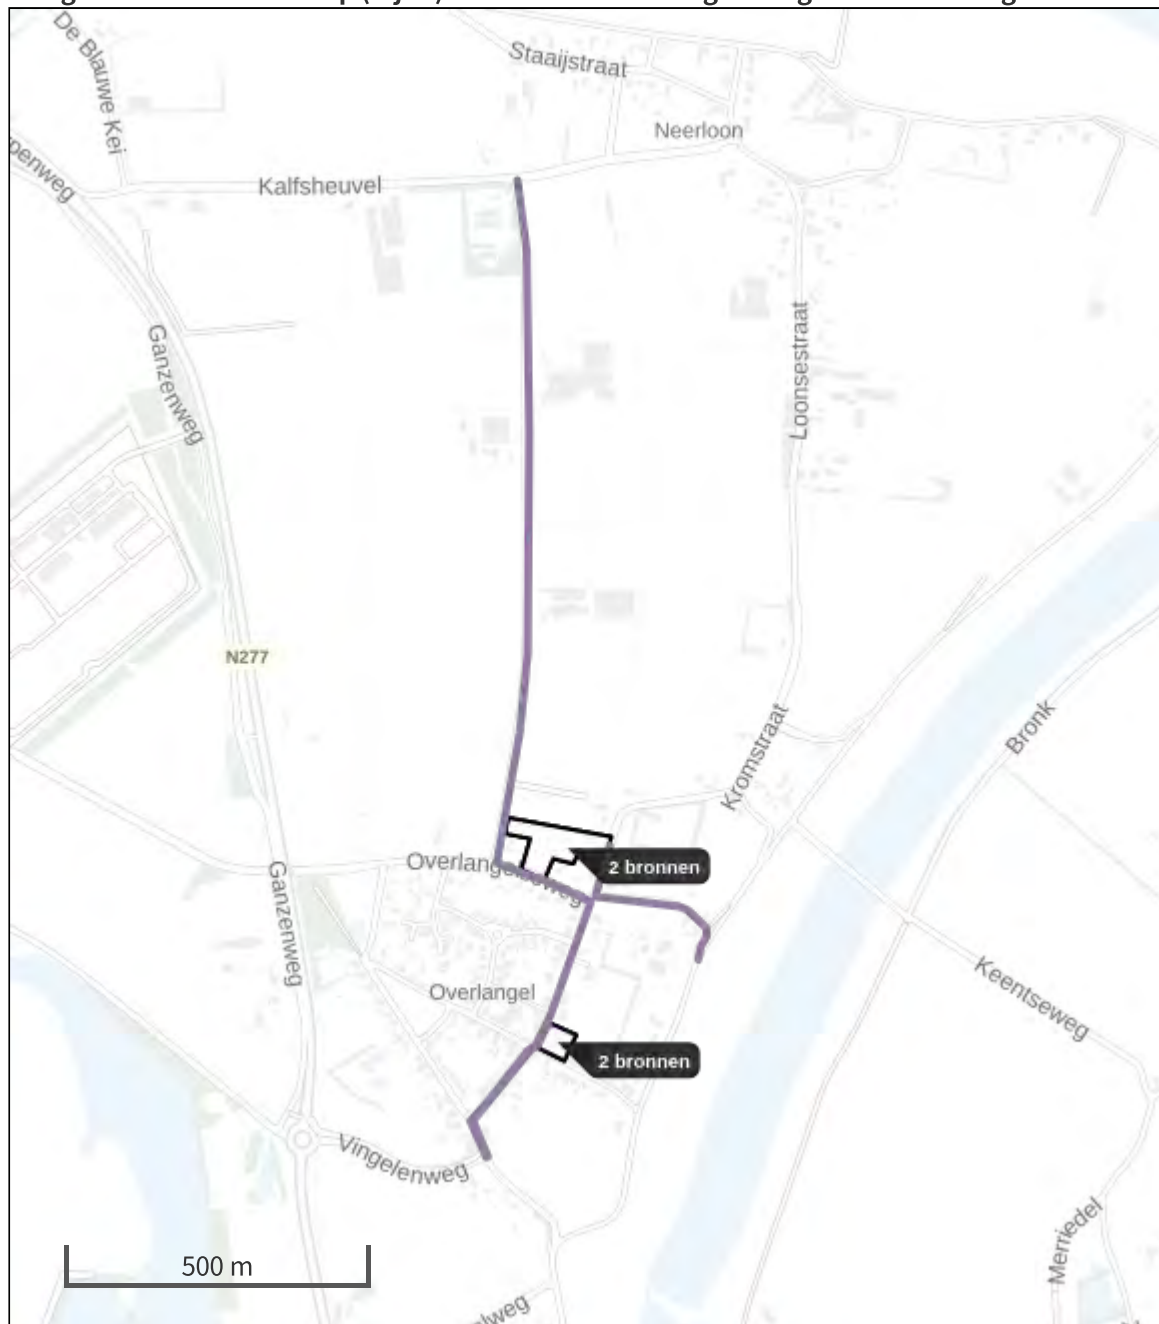 De Blauwe Kei
Staaijstraat
Neerloon
Kalfsheuvel
Ganzenweg
Loonsestraat
N277
Bronk
Kromstraat
Overlangelseweg
2 bronnen
Ganzenweg
Keentseweg
Overlangel
2 bronnen
Vingelenweg
Merriedel
500 m